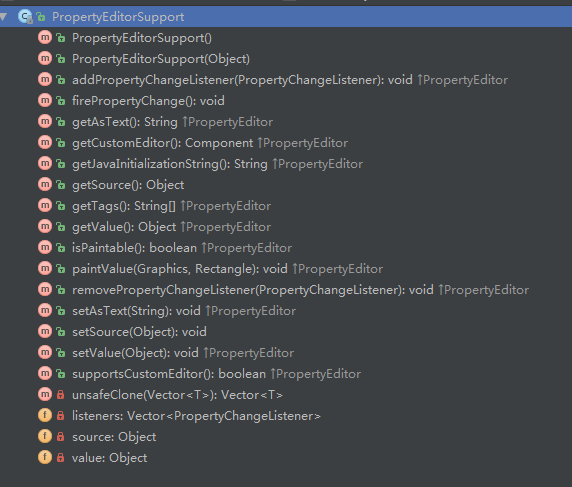 PropertyEditorSupport
PropertyEditorSupport()
PropertyEditorSupport(Object)
addPropertyChangeListener(PropertyChangeListener): void ↑PropertyEditor
firePropertyChange(): void
getAsText(): String ↑PropertyEditor
getCustomEditor(): Component ↑PropertyEditor
getJavaInitializationString(): String ↑PropertyEditor
getSource(): Object
getTags(): String[] ↑PropertyEditor
getValue(): Object ↑PropertyEditor
isPaintable(): boolean ↑PropertyEditor
paintValue(Graphics, Rectangle): void ↑PropertyEditor
removePropertyChangeListener(PropertyChangeListener): void ↑PropertyEditor
setAsText(String): void ↑PropertyEditor
setSource(Object): void
setValue(Object): void ↑PropertyEditor
supportsCustomEditor(): boolean ↑PropertyEditor
unsafeClone(Vector<T>): Vector<T>
listeners: Vector<PropertyChangeListener>
source: Object
value: Object